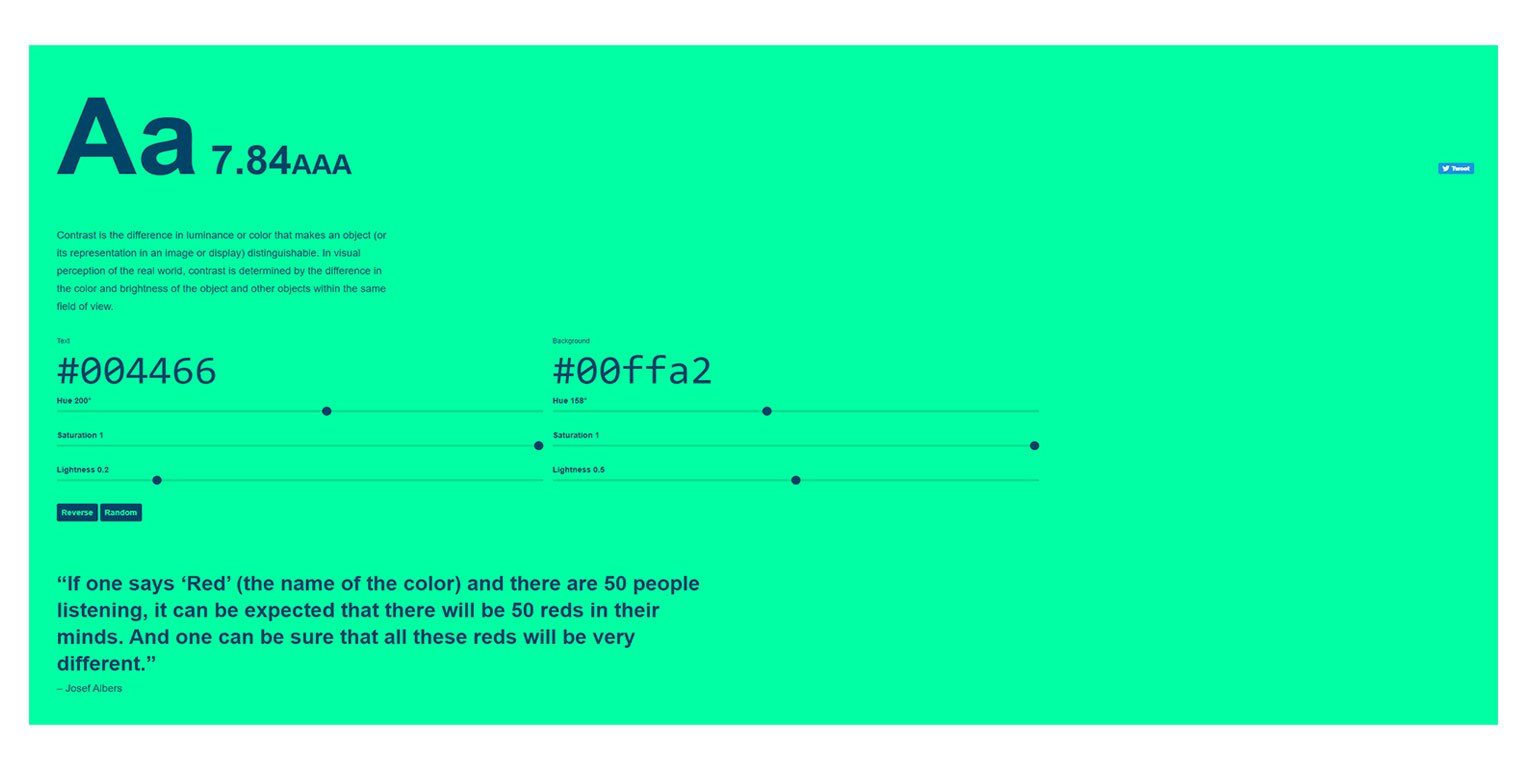 Aa 7.84AAA
Tweet
Contrast is the difference in luminance or color that makes an object (or
its representation in an image or display) distinguishable. In visual
perception of the real world, contrast is determined by the difference in
the color and brightness of the object and other objects within the same
field of view.
Text
#004466
Hue 200°
Saturation 1
Lightness 0.2
Background
#00ffa2
Hue 158°
Saturation 1
Lightness 0.5
Reverse Random
“If one says ‘Red’ (the name of the color) and there are 50 people
listening, it can be expected that there will be 50 reds in their
minds. And one can be sure that all these reds will be very
different.”
– Josef Albers